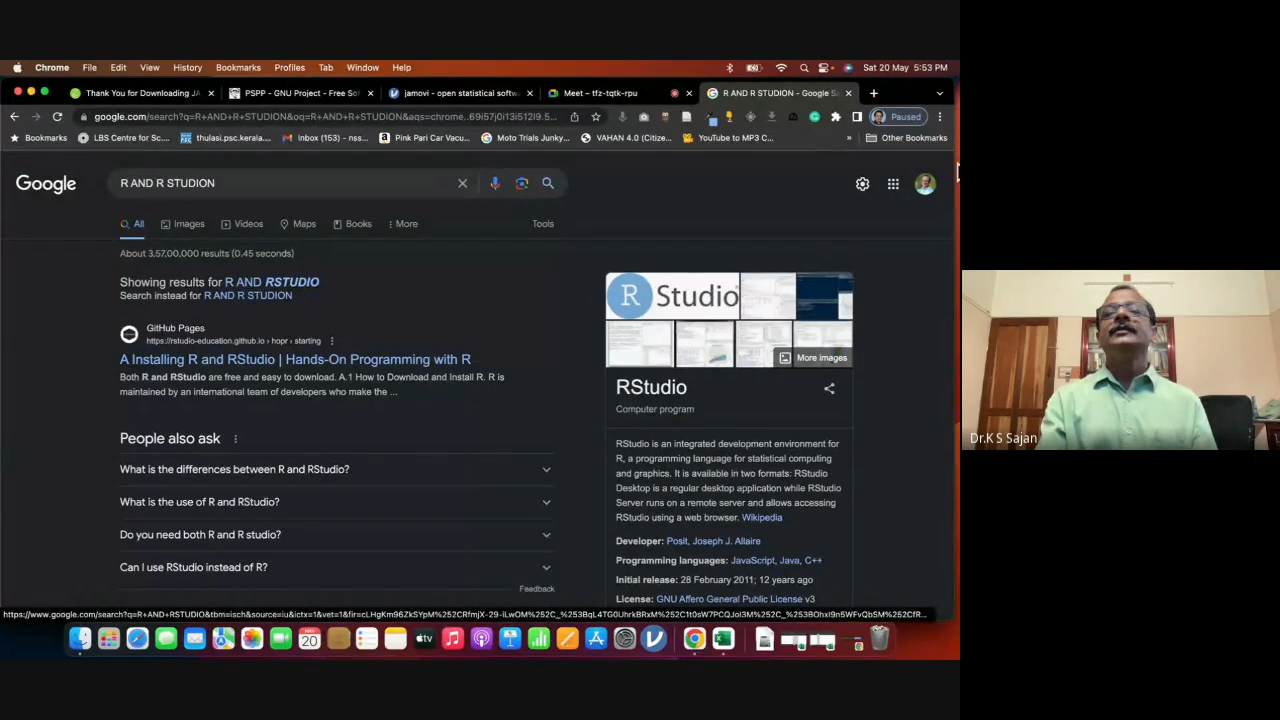 Chrome File Edit View History Bookmarks Profiles Tab Window Help Sat 20 May 5:53 PM
Thank You for Downloading JA PSPP - GNU Project - Free Sof jamovi - open statistical softw Meet – tfz-tqtk-rpu R AND R STUDION - Google S
google.com/search?q=R+AND+R+STUDION&oq=R+AND+R+STUDION&aqs=chrome..69i57j0i13i512l9.5... Paused
Bookmarks LBS Centre for Sc... thulasi.psc.kerala.... Inbox (153) - nss... Pink Pari Car Vacu... Moto Trials Junky... VAHAN 4.0 (Citize... YouTube to MP3 C... » Other Bookmarks
Google R AND R STUDION
All Images Videos Maps Books More Tools
About 3,57,00,000 results (0.45 seconds)
Showing results for R AND RSTUDIO
Search instead for R AND R STUDION
GitHub Pages
https://rstudio-education.github.io › hopr › starting
A Installing R and RStudio | Hands-On Programming with R
Both R and RStudio are free and easy to download. A.1 How to Download and Install R. R is
maintained by an international team of developers who make the ...
People also ask
What is the differences between R and RStudio?
What is the use of R and RStudio?
Do you need both R and R studio?
Can I use RStudio instead of R?
Feedback
R Studio
More images
RStudio
Computer program
RStudio is an integrated development environment for
R, a programming language for statistical computing
and graphics. It is available in two formats: RStudio
Desktop is a regular desktop application while RStudio
Server runs on a remote server and allows accessing
RStudio using a web browser. Wikipedia
Developer: Posit, Joseph J. Allaire
Programming languages: JavaScript, Java, C++
Initial release: 28 February 2011; 12 years ago
License: GNU Affero General Public License v3
20
tv
Dr.K S Sajan